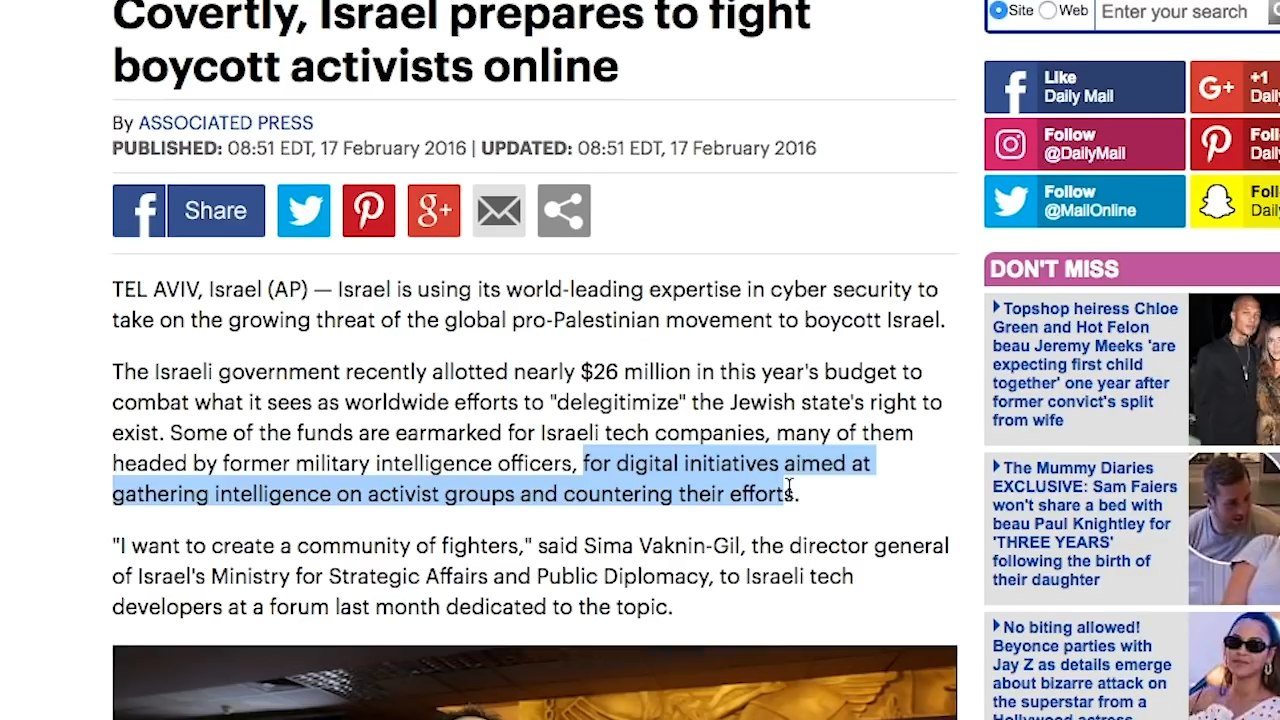 Covertly, Israel prepares to fight
boycott activists online
By ASSOCIATED PRESS
PUBLISHED: 08:51 EDT, 17 February 2016 | UPDATED: 08:51 EDT, 17 February 2016
Share
TEL AVIV, Israel (AP) — Israel is using its world-leading expertise in cyber security to
take on the growing threat of the global pro-Palestinian movement to boycott Israel.
The Israeli government recently allotted nearly $26 million in this year's budget to
combat what it sees as worldwide efforts to "delegitimize" the Jewish state's right to
exist. Some of the funds are earmarked for Israeli tech companies, many of them
headed by former military intelligence officers, for digital initiatives aimed at
gathering intelligence on activist groups and countering their efforts.
"I want to create a community of fighters," said Sima Vaknin-Gil, the director general
of Israel's Ministry for Strategic Affairs and Public Diplomacy, to Israeli tech
developers at a forum last month dedicated to the topic.
Site Web Enter your search
Like
Daily Mail
+1
Follow
@DailyMail
Follow
@MailOnline
DON'T MISS
Topshop heiress Chloe
Green and Hot Felon
beau Jeremy Meeks 'are
expecting first child
together' one year after
former convict's split
from wife
The Mummy Diaries
EXCLUSIVE: Sam Faiers
won't share a bed with
beau Paul Knightley for
'THREE YEARS'
following the birth of
their daughter
No biting allowed!
Beyonce parties with
Jay Z as details emerge
about bizarre attack on
the superstar from a
Hollywood actress